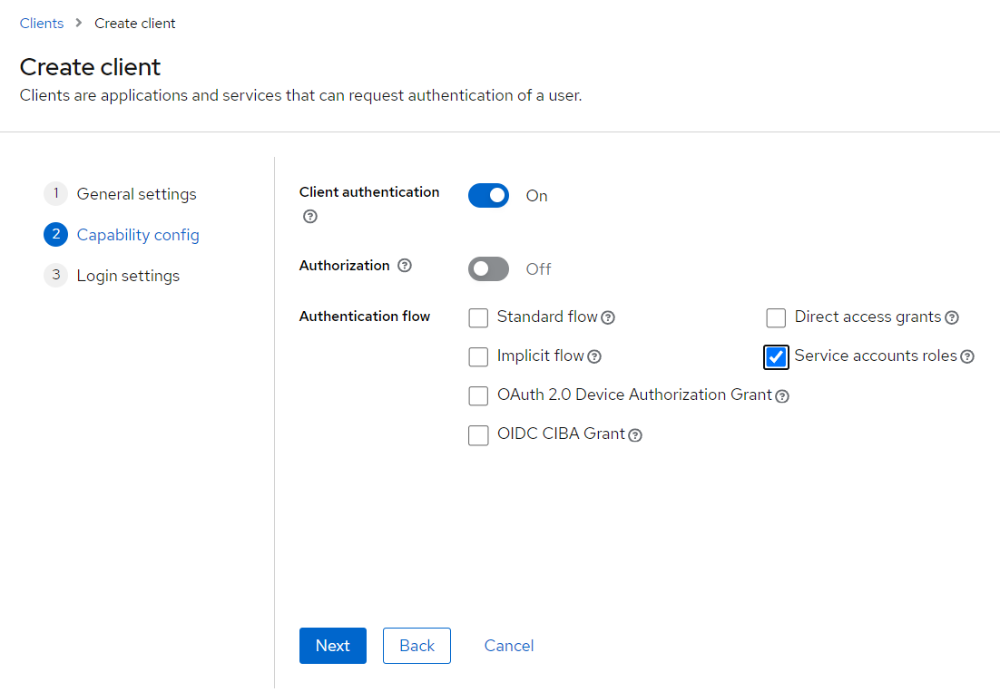 Clients > Create client
Create client
Clients are applications and services that can request authentication of a user.
1 General settings
2 Capability config
3 Login settings
Client authentication
On
Authorization
Off
Authentication flow
Standard flow
Direct access grants
Implicit flow
Service accounts roles
OAuth 2.0 Device Authorization Grant
OIDC CIBA Grant
Next
Back
Cancel